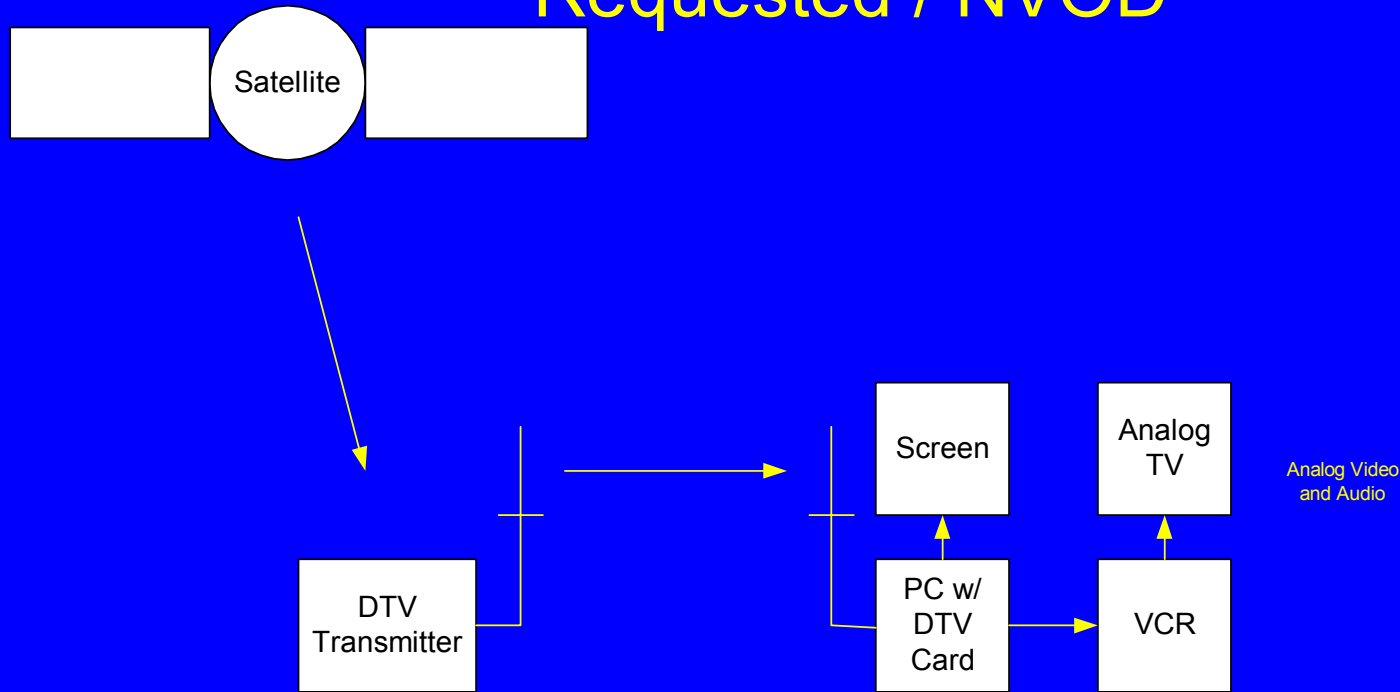 Requested / NVOD
Satellite
Screen
Analog
TV
Analog Video
and Audio
DTV
Transmitter
PC w/
DTV
Card
VCR